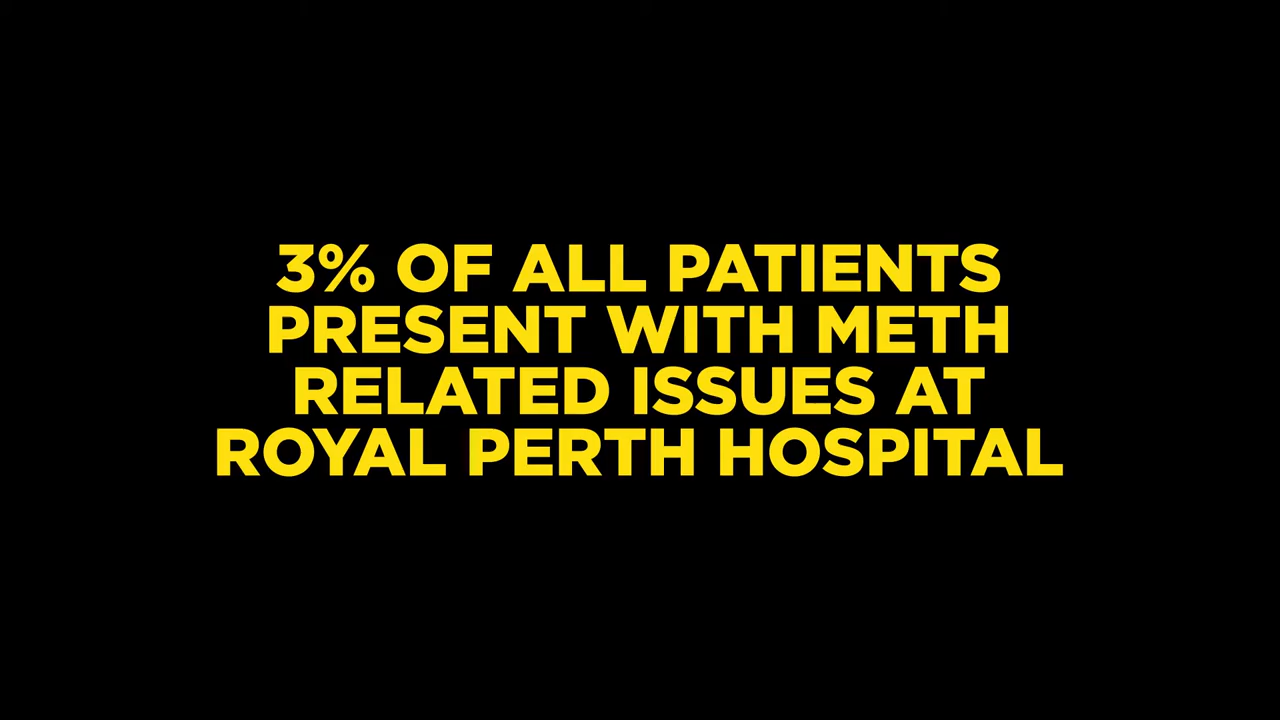 3% OF ALL PATIENTS
PRESENT WITH METH
RELATED ISSUES AT
ROYAL PERTH HOSPITAL